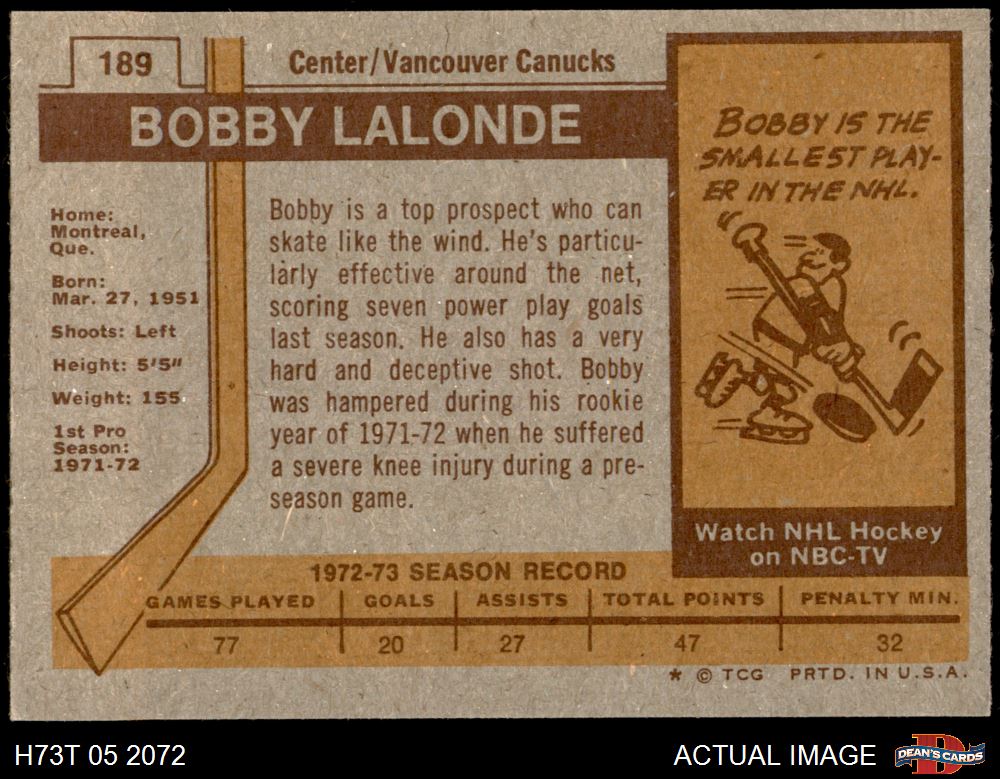 189
Center/Vancouver Canucks
BOBBY LALONDE
Home:
Montreal,
Que.
Born:
Mar. 27, 1951
Shoots: Left
Height: 5'5"
Weight: 155
1st Pro
Season:
1971-72
Bobby is a top prospect who can
skate like the wind. He's particu-
larly effective around the net,
scoring seven power play goals
last season. He also has a very
hard and deceptive shot. Bobby
was hampered during his rookie
year of 1971-72 when he suffered
a severe knee injury during a pre-
season game.
BOBBY IS THE
SMALLEST PLAY-
ER IN THE NHL.
Watch NHL Hockey
on NBC-TV
1972-73 SEASON RECORD
GAMES PLAYED GOALS ASSISTS TOTAL POINTS PENALTY MIN.
77 20 27 47 32
* © TCG PRTD. IN U.S.A.
H73T 05 2072
ACTUAL IMAGE
DEAN'S CARDS